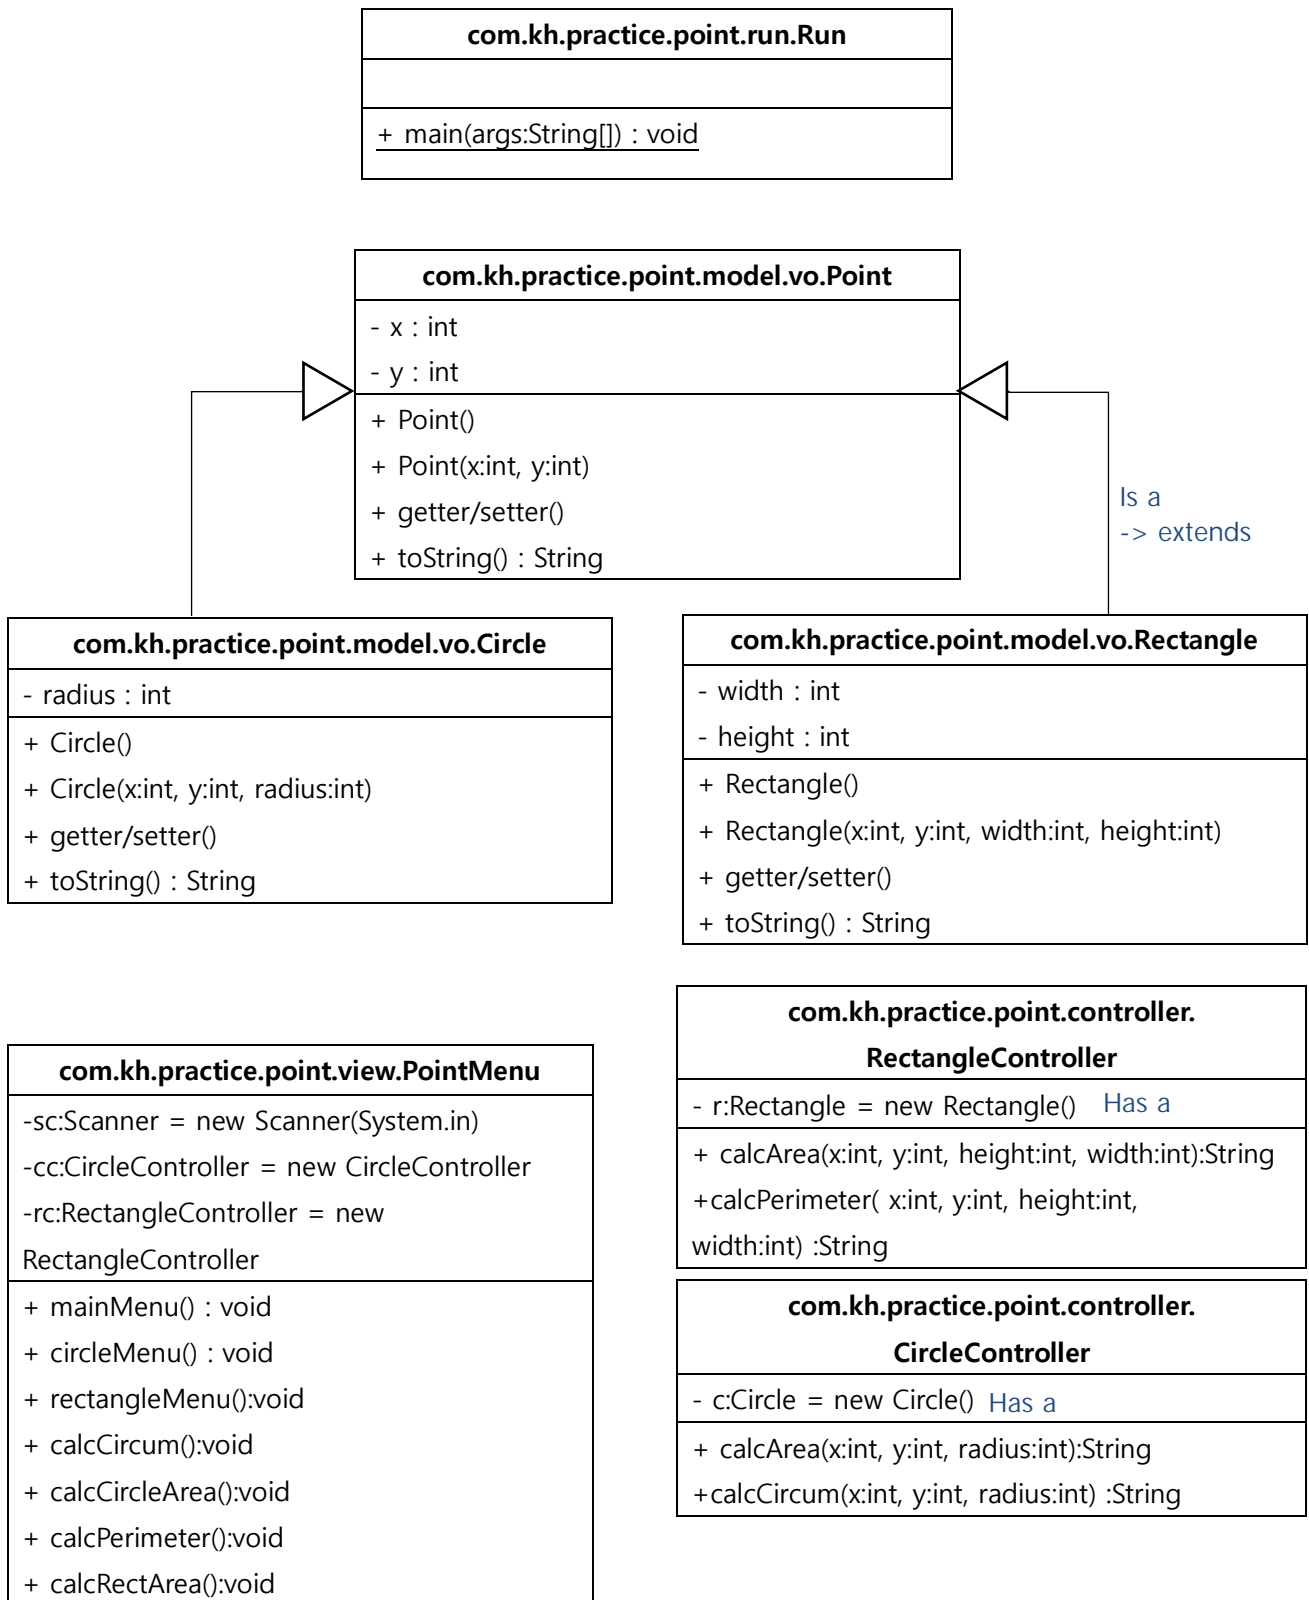 com.kh.practice.point.run.Run
+ main(args:String[]) : void
com.kh.practice.point.model.vo.Point
- x : int
- y : int
+ Point()
+ Point(x:int, y:int)
+ getter/setter()
+ toString() : String
Is a
-> extends
com.kh.practice.point.model.vo.Circle
- radius : int
+ Circle()
+ Circle(x:int, y:int, radius:int)
+ getter/setter()
+ toString() : String
com.kh.practice.point.model.vo.Rectangle
- width : int
- height : int
+ Rectangle()
+ Rectangle(x:int, y:int, width:int, height:int)
+ getter/setter()
+ toString() : String
com.kh.practice.point.view.PointMenu
-sc:Scanner = new Scanner(System.in)
-cc:CircleController = new CircleController
-rc:RectangleController = new
RectangleController
+ mainMenu() : void
+ circleMenu() : void
+ rectangleMenu():void
+ calcCircum():void
+ calcCircleArea():void
+ calcPerimeter():void
+ calcRectArea():void
com.kh.practice.point.controller.
RectangleController
- r:Rectangle = new Rectangle() Has a
+ calcArea(x:int, y:int, height:int, width:int):String
+calcPerimeter( x:int, y:int, height:int,
width:int) :String
com.kh.practice.point.controller.
CircleController
- c:Circle = new Circle() Has a
+ calcArea(x:int, y:int, radius:int):String
+calcCircum(x:int, y:int, radius:int) :String